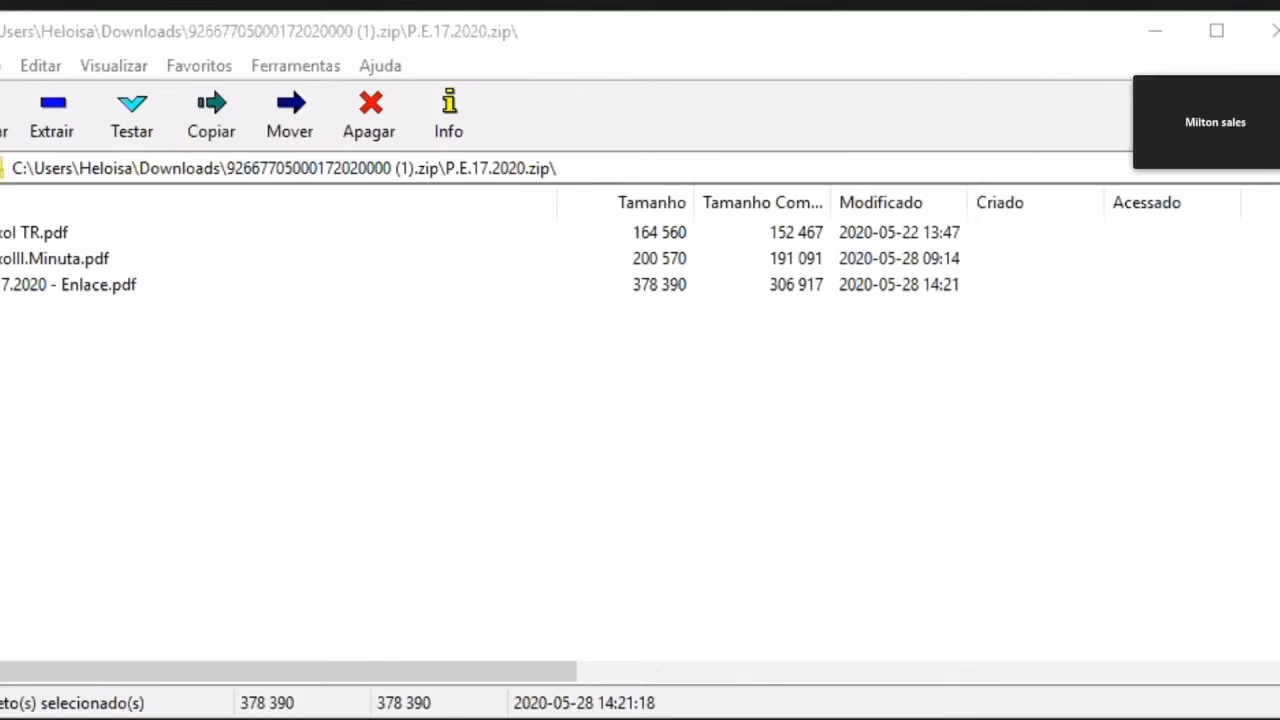 Users\Heloisa\Downloads\92667705000172020000 (1).zip\P.E.17.2020.zip\
Editar Visualizar Favoritos Ferramentas Ajuda
Milton sales
Extrair Testar Copiar Mover Apagar Info
C:\Users\Heloisa\Downloads\92667705000172020000 (1).zip\P.E.17.2020.zip\
Tamanho Tamanho Com... Modificado Criado Acessado
xoI TR.pdf 164 560 152 467 2020-05-22 13:47
xoIII.Minuta.pdf 200 570 191 091 2020-05-28 09:14
7.2020 - Enlace.pdf 378 390 306 917 2020-05-28 14:21
eto(s) selecionado(s) 378 390 378 390 2020-05-28 14:21:18